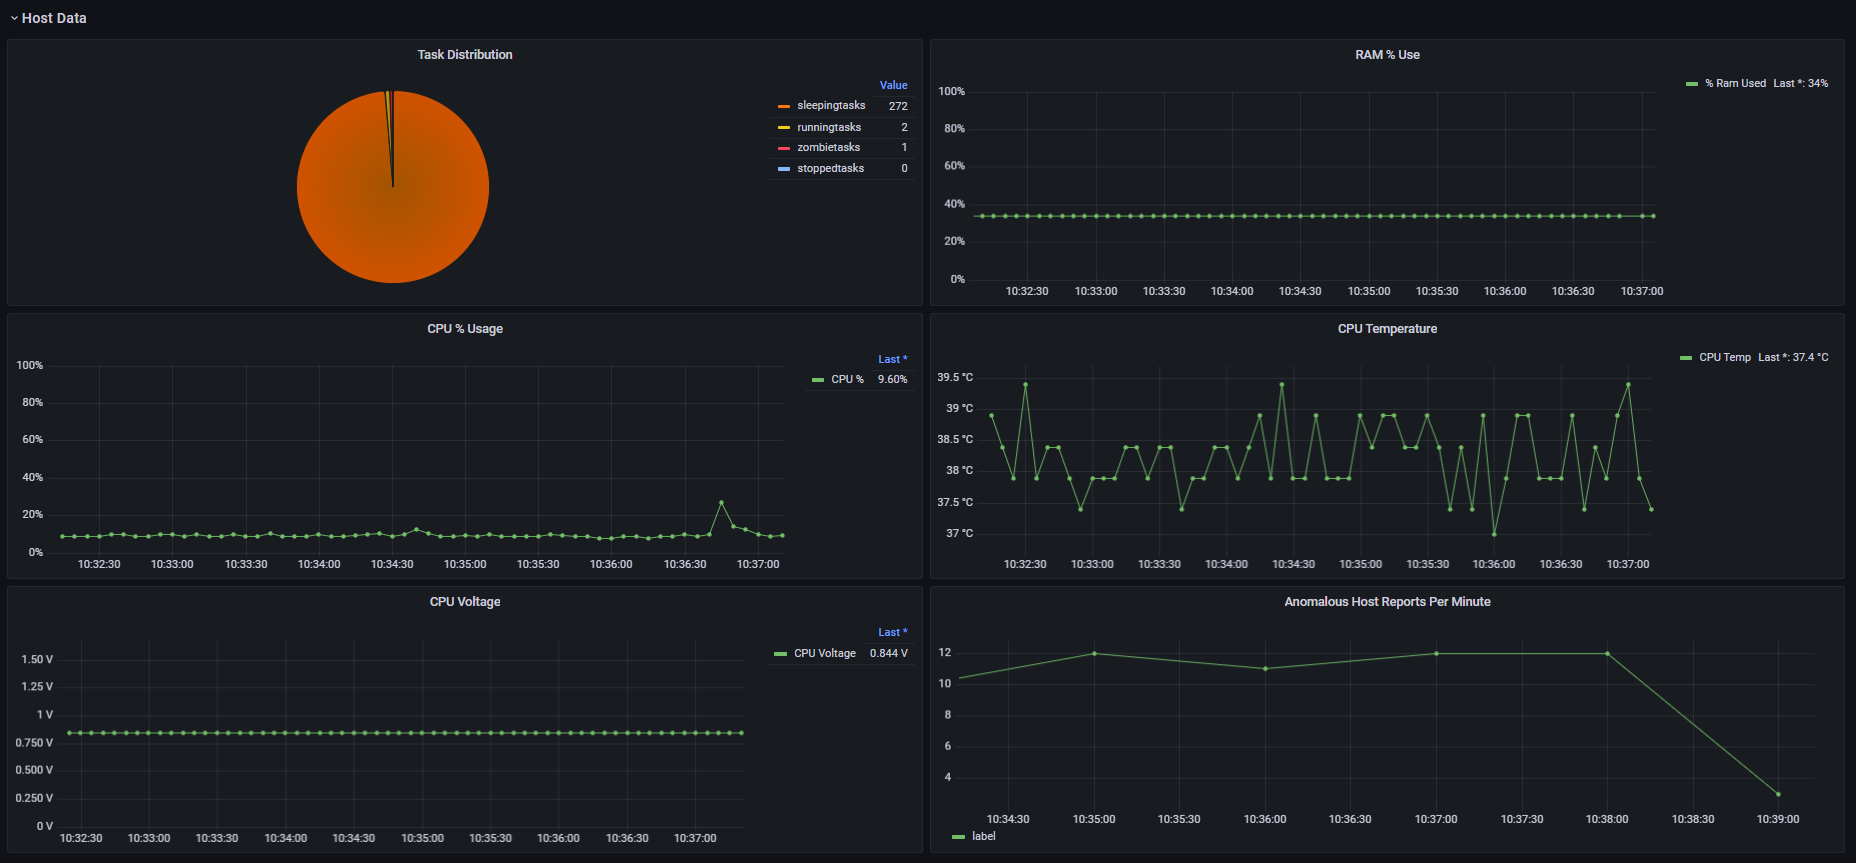 Host Data
Task Distribution
Value
sleepingtasks 272
runningtasks 2
zombietasks 1
stoppedtasks 0
RAM % Use
% Ram Used Last *: 34%
100%
80%
60%
40%
20%
0%
10:32:30 10:33:00 10:33:30 10:34:00 10:34:30 10:35:00 10:35:30 10:36:00 10:36:30 10:37:00
CPU % Usage
Last *
CPU % 9.60%
100%
80%
60%
40%
20%
0%
10:32:30 10:33:00 10:33:30 10:34:00 10:34:30 10:35:00 10:35:30 10:36:00 10:36:30 10:37:00
CPU Temperature
CPU Temp Last *: 37.4 °C
39.5 °C
39 °C
38.5 °C
38 °C
37.5 °C
37 °C
10:32:30 10:33:00 10:33:30 10:34:00 10:34:30 10:35:00 10:35:30 10:36:00 10:36:30 10:37:00
CPU Voltage
Last *
CPU Voltage 0.844 V
1.50 V
1.25 V
1 V
0.750 V
0.500 V
0.250 V
0 V
10:32:30 10:33:00 10:33:30 10:34:00 10:34:30 10:35:00 10:35:30 10:36:00 10:36:30 10:37:00
Anomalous Host Reports Per Minute
12
10
8
6
4
10:34:30 10:35:00 10:35:30 10:36:00 10:36:30 10:37:00 10:37:30 10:38:00 10:38:30 10:39:00
label